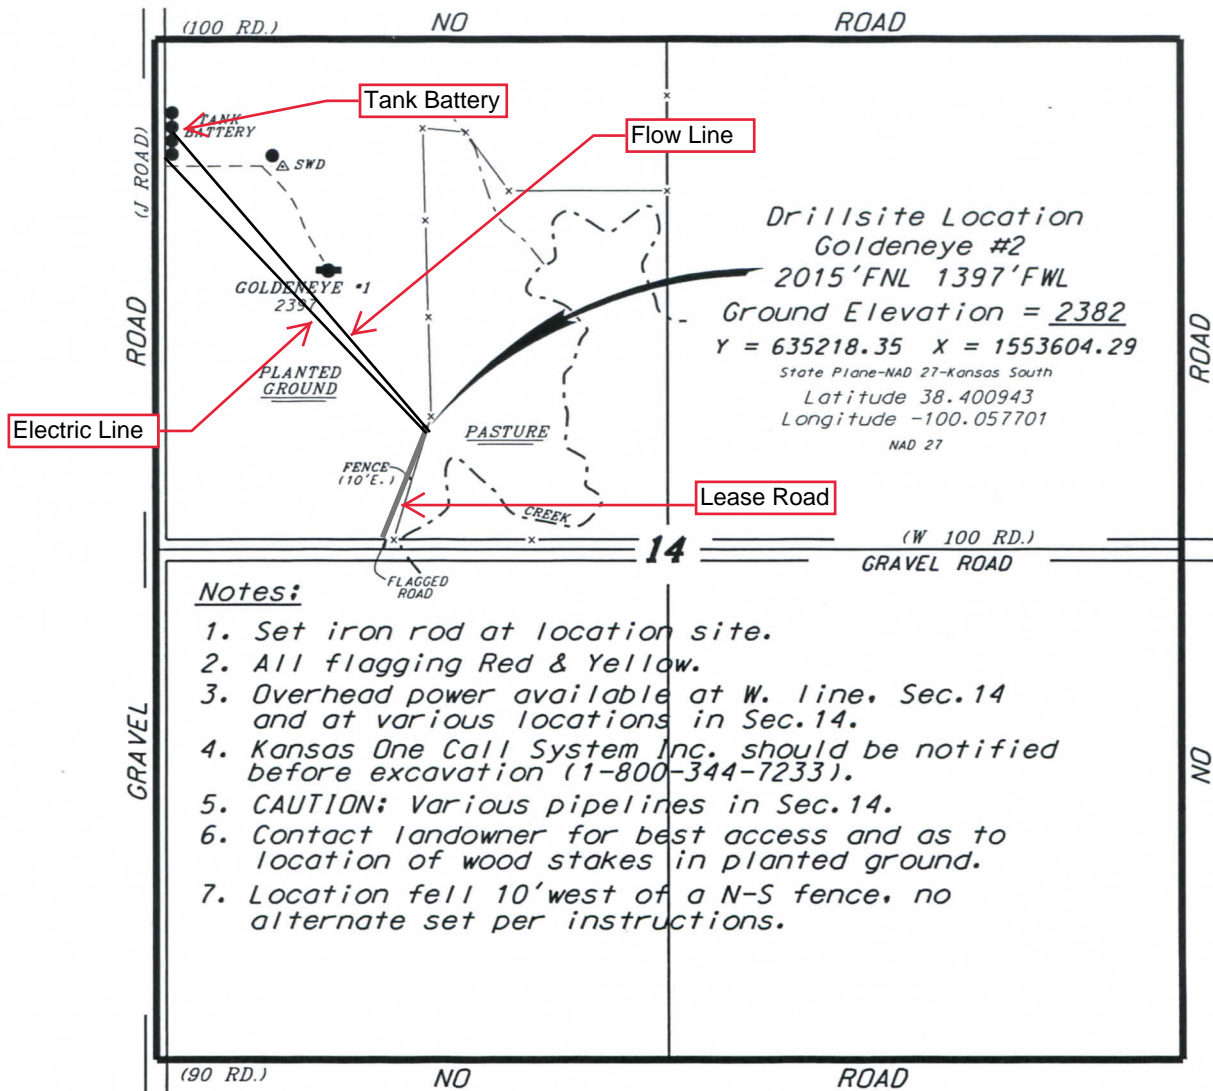 (100 RD.) NO ROAD
Tank Battery
TANK
BATTERY
Flow Line
(J ROAD)
SWD
Drillsite Location
Goldeneye #2
2015'FNL 1397'FWL
Ground Elevation = 2382
Y = 635218.35 X = 1553604.29
State Plane-NAD 27-Kansas South
Latitude 38.400943
Longitude -100.057701
NAD 27
GOLDENEYE #1
2397
ROAD
ROAD
PLANTED
GROUND
Electric Line
PASTURE
FENCE
(10'E.)
Lease Road
CREEK
14
(W 100 RD.)
GRAVEL ROAD
FLAGGED
ROAD
Notes:
1. Set iron rod at location site.
2. All flagging Red & Yellow.
3. Overhead power available at W. line, Sec.14
and at various locations in Sec.14.
4. Kansas One Call System Inc. should be notified
before excavation (1-800-344-7233).
5. CAUTION: Various pipelines in Sec.14.
6. Contact landowner for best access and as to
location of wood stakes in planted ground.
7. Location fell 10'west of a N-S fence, no
alternate set per instructions.
GRAVEL
NO
(90 RD.) NO ROAD